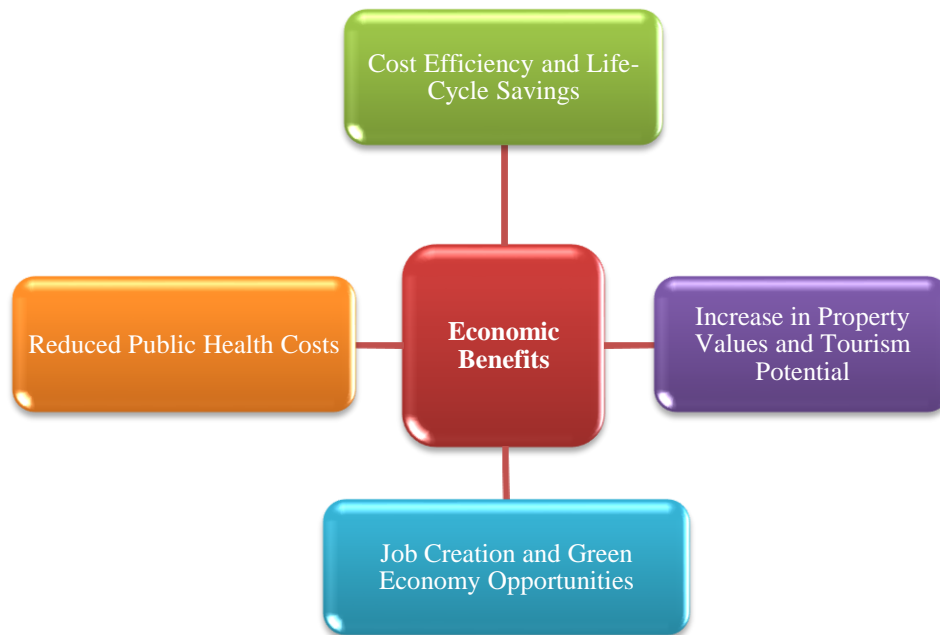 Cost Efficiency and Life-
Cycle Savings
Reduced Public Health Costs
Economic
Benefits
Increase in Property
Values and Tourism
Potential
Job Creation and Green
Economy Opportunities